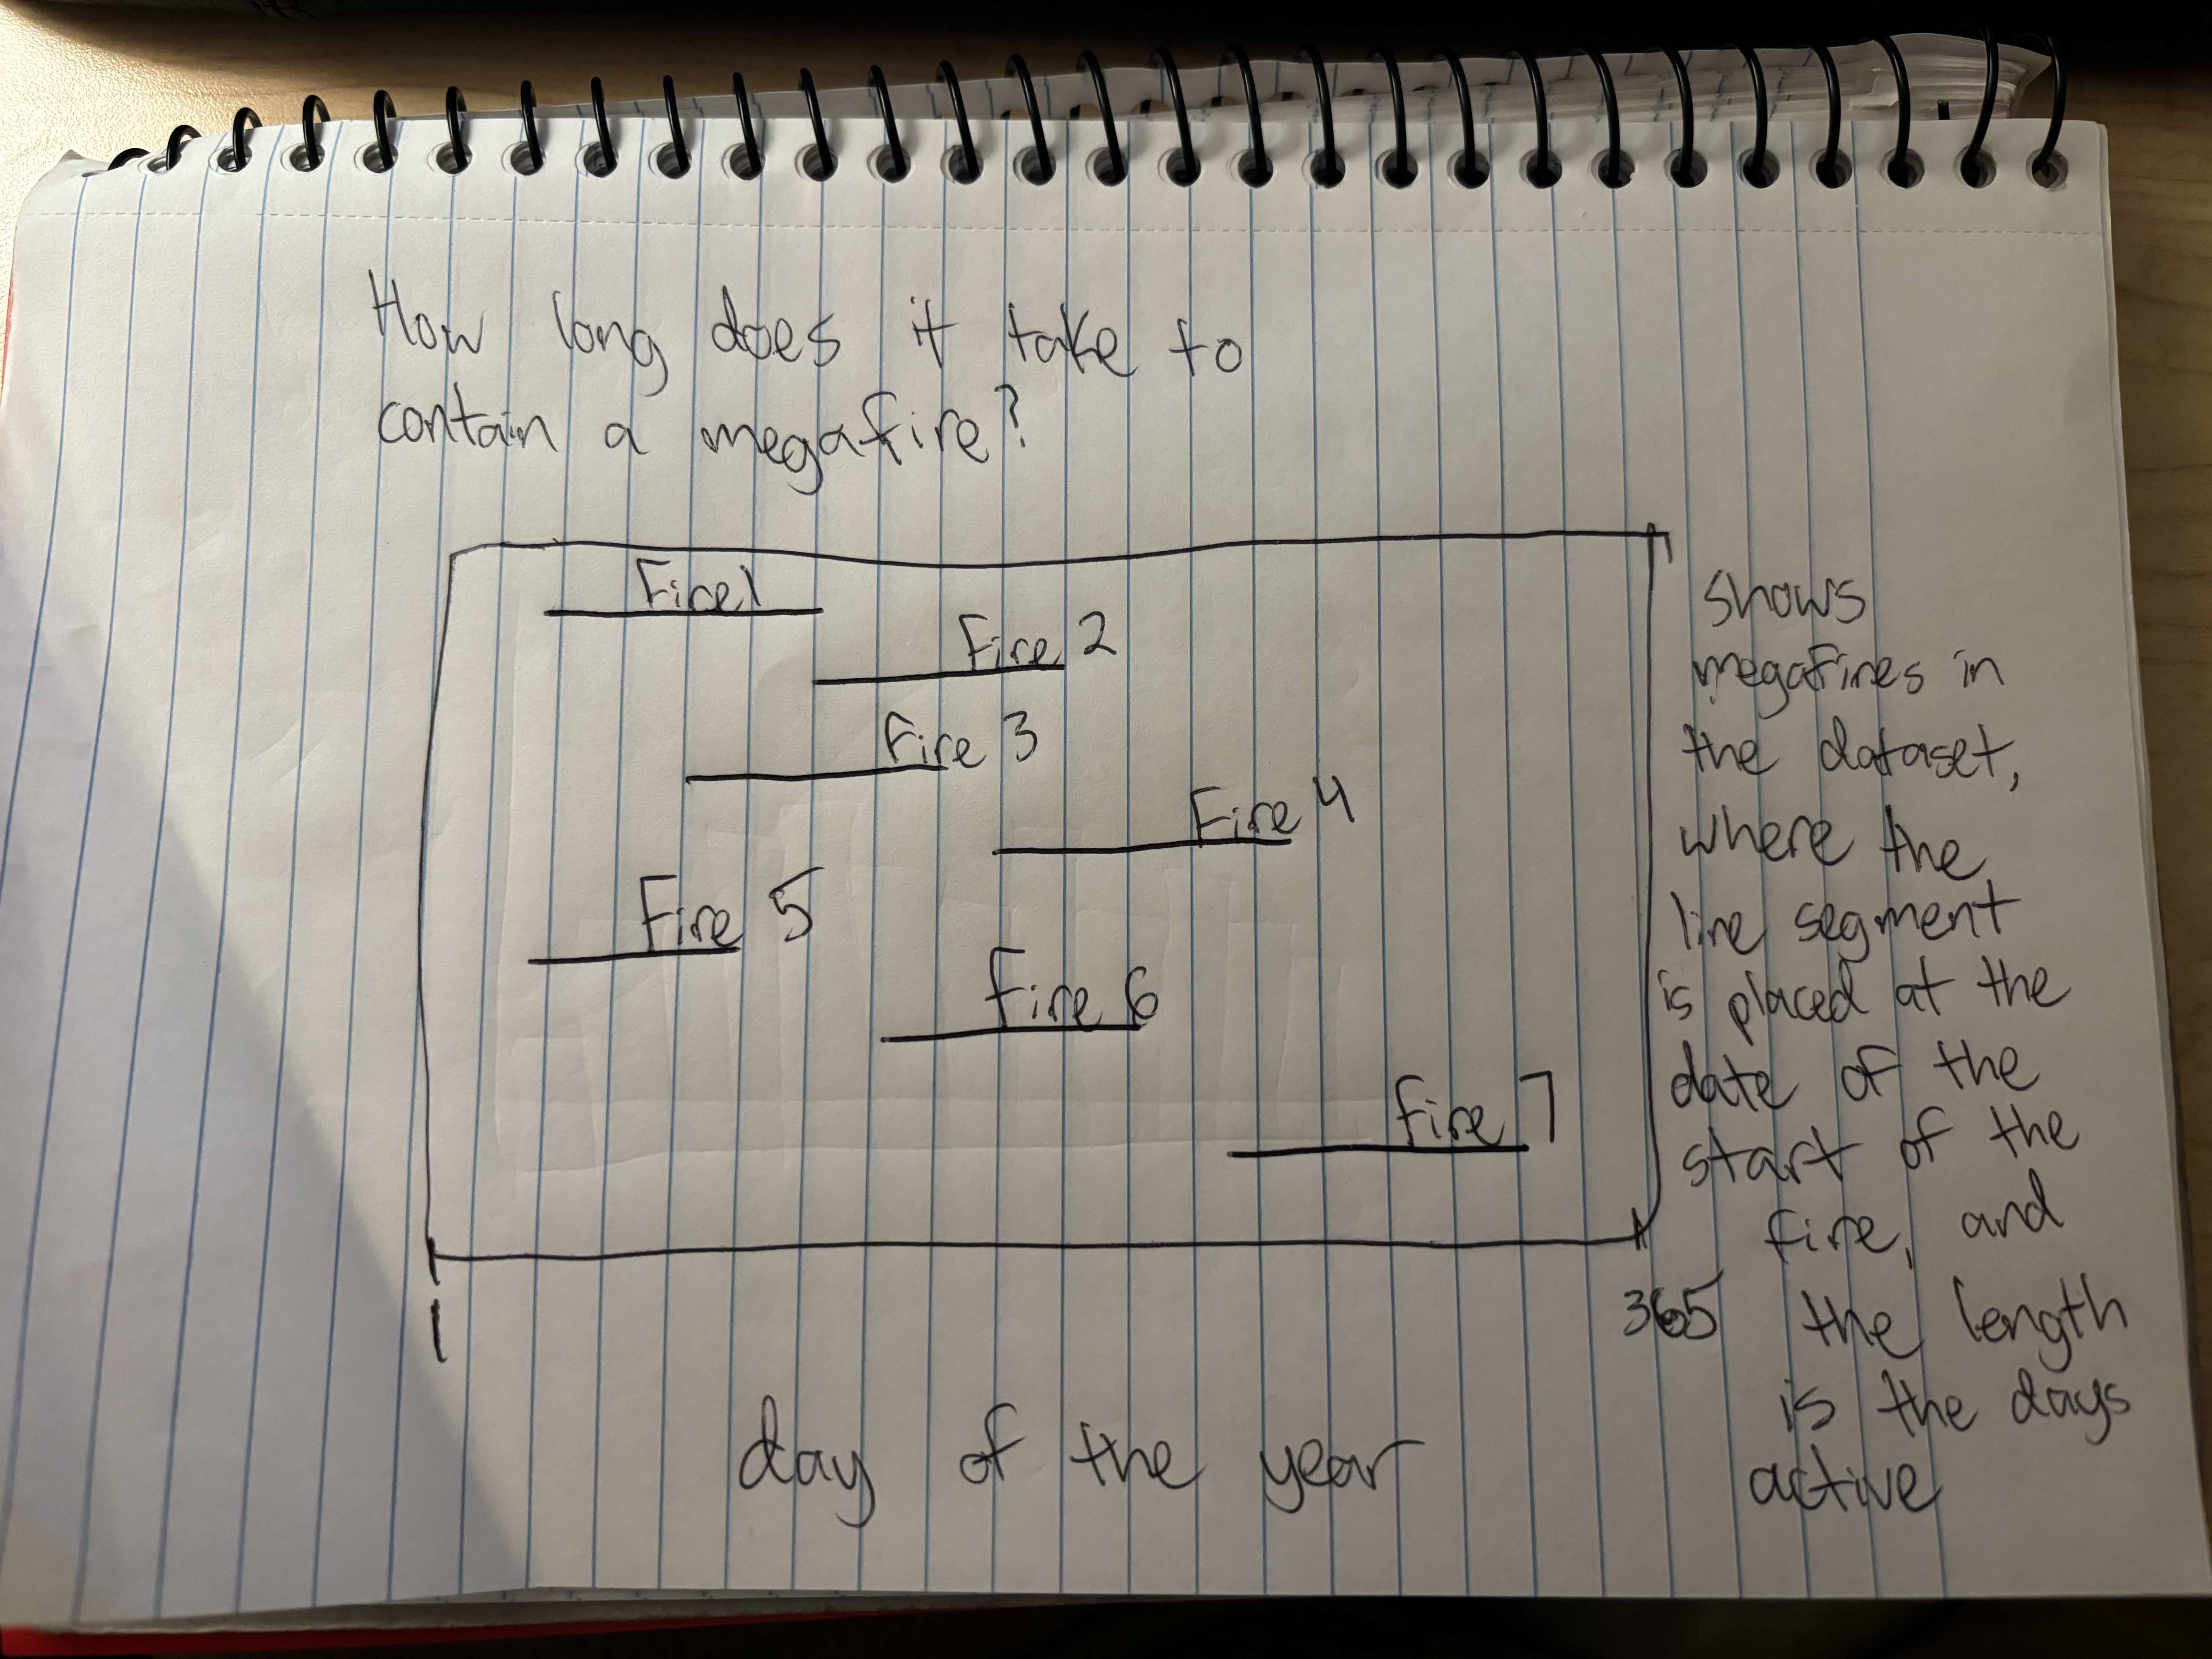 How long does it take to
contain a megafire?
Fire 1
Fire 2
Fire 3
Fire 4
Fire 5
Fire 6
Fire 7
1
365
day of the year
shows
megafires in
the dataset,
where the
line segment
is placed at the
date of the
start of the
fire, and
the length
is the days
active